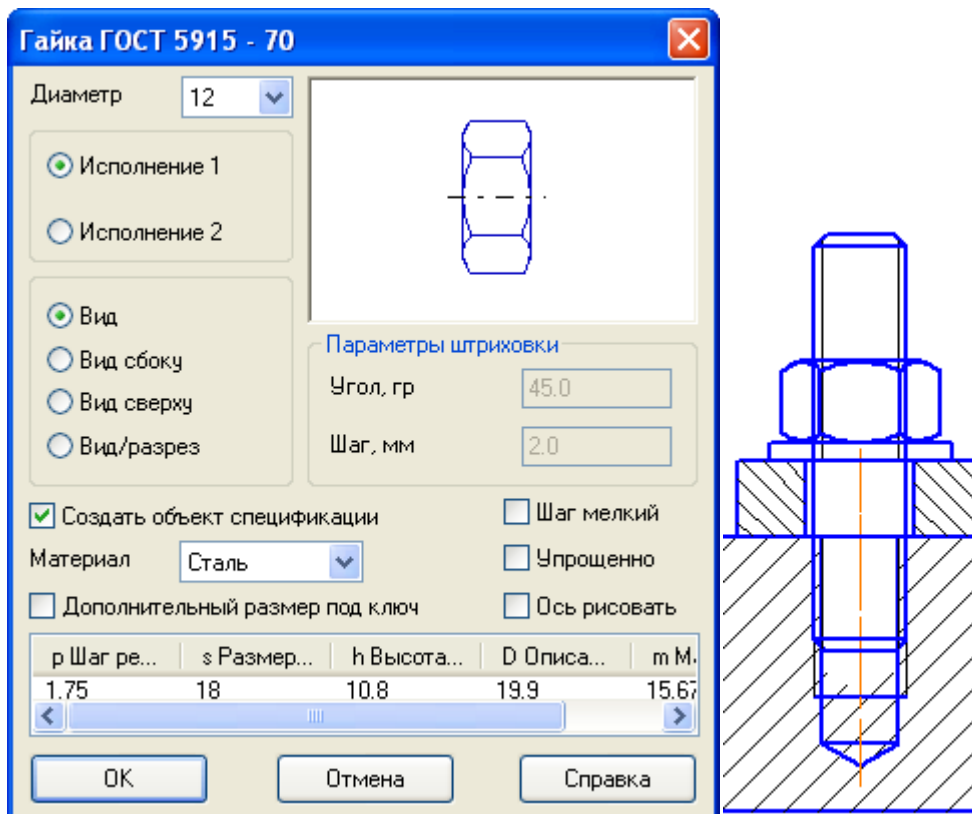 Гайка ГОСТ 5915 - 70
Диаметр 12
Исполнение 1
Исполнение 2
Вид
Вид сбоку
Вид сверху
Вид/разрез
Параметры штриховки
Угол, гр 45.0
Шаг, мм 2.0
Создать объект спецификации Шаг мелкий
Материал Сталь Упрощенно
Дополнительный размер под ключ Ось рисовать
p Шаг ре... s Размер... h Высота... D Описа... m М
1.75 18 10.8 19.9 15.67
OK Отмена Справка